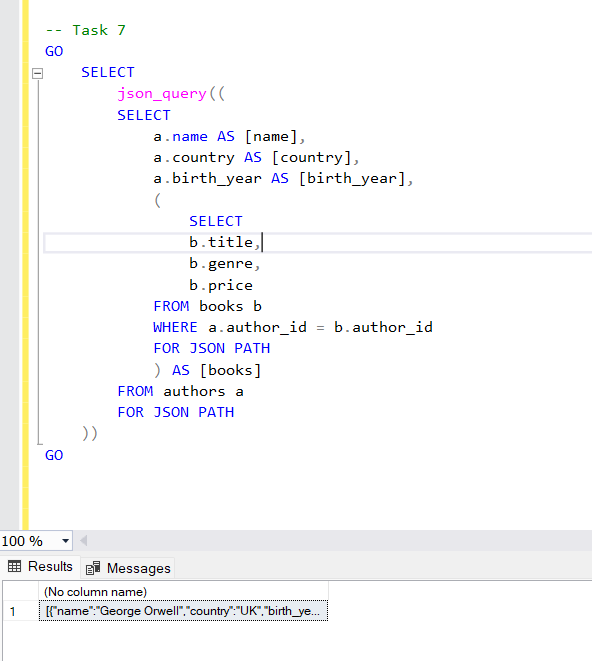 -- Task 7
GO
SELECT
json_query((
SELECT
a.name AS [name],
a.country AS [country],
a.birth_year AS [birth_year],
(
SELECT
b.title,
b.genre,
b.price
FROM books b
WHERE a.author_id = b.author_id
FOR JSON PATH
) AS [books]
FROM authors a
FOR JSON PATH
))
GO
100 %
Results Messages
(No column name)
1 [{"name":"George Orwell","country":"UK","birth_ye...